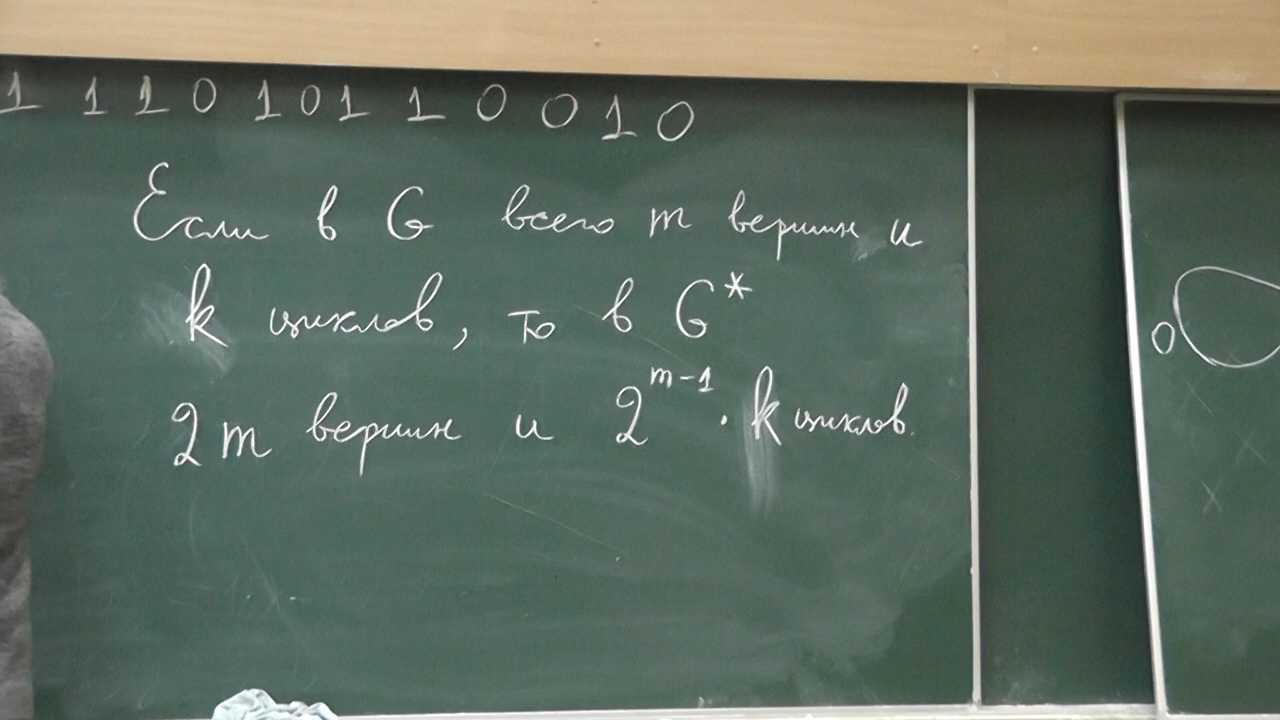 1 1 1 0 1 0 1 1 0 0 1 0
Если в G всего m вершин и
k циклов, то в G*
2m вершин и 2^{m-1} · k циклов.
0